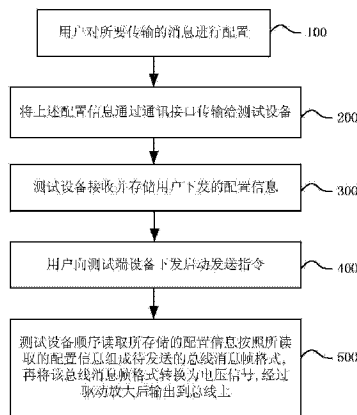 用户对所要传输的消息进行配置
100
将上述配置信息通过通讯接口传输给测试设备
200
测试设备接收并存储用户下发的配置信息
300
用户向测试端设备下发启动发送指令
400
测试设备顺序读取所存储的配置信息按照所读
取的配置信息组成待发送的总线消息帧格式,
再将该总线消息帧格式转换为电压信号,经过
驱动放大后输出到总线上
500